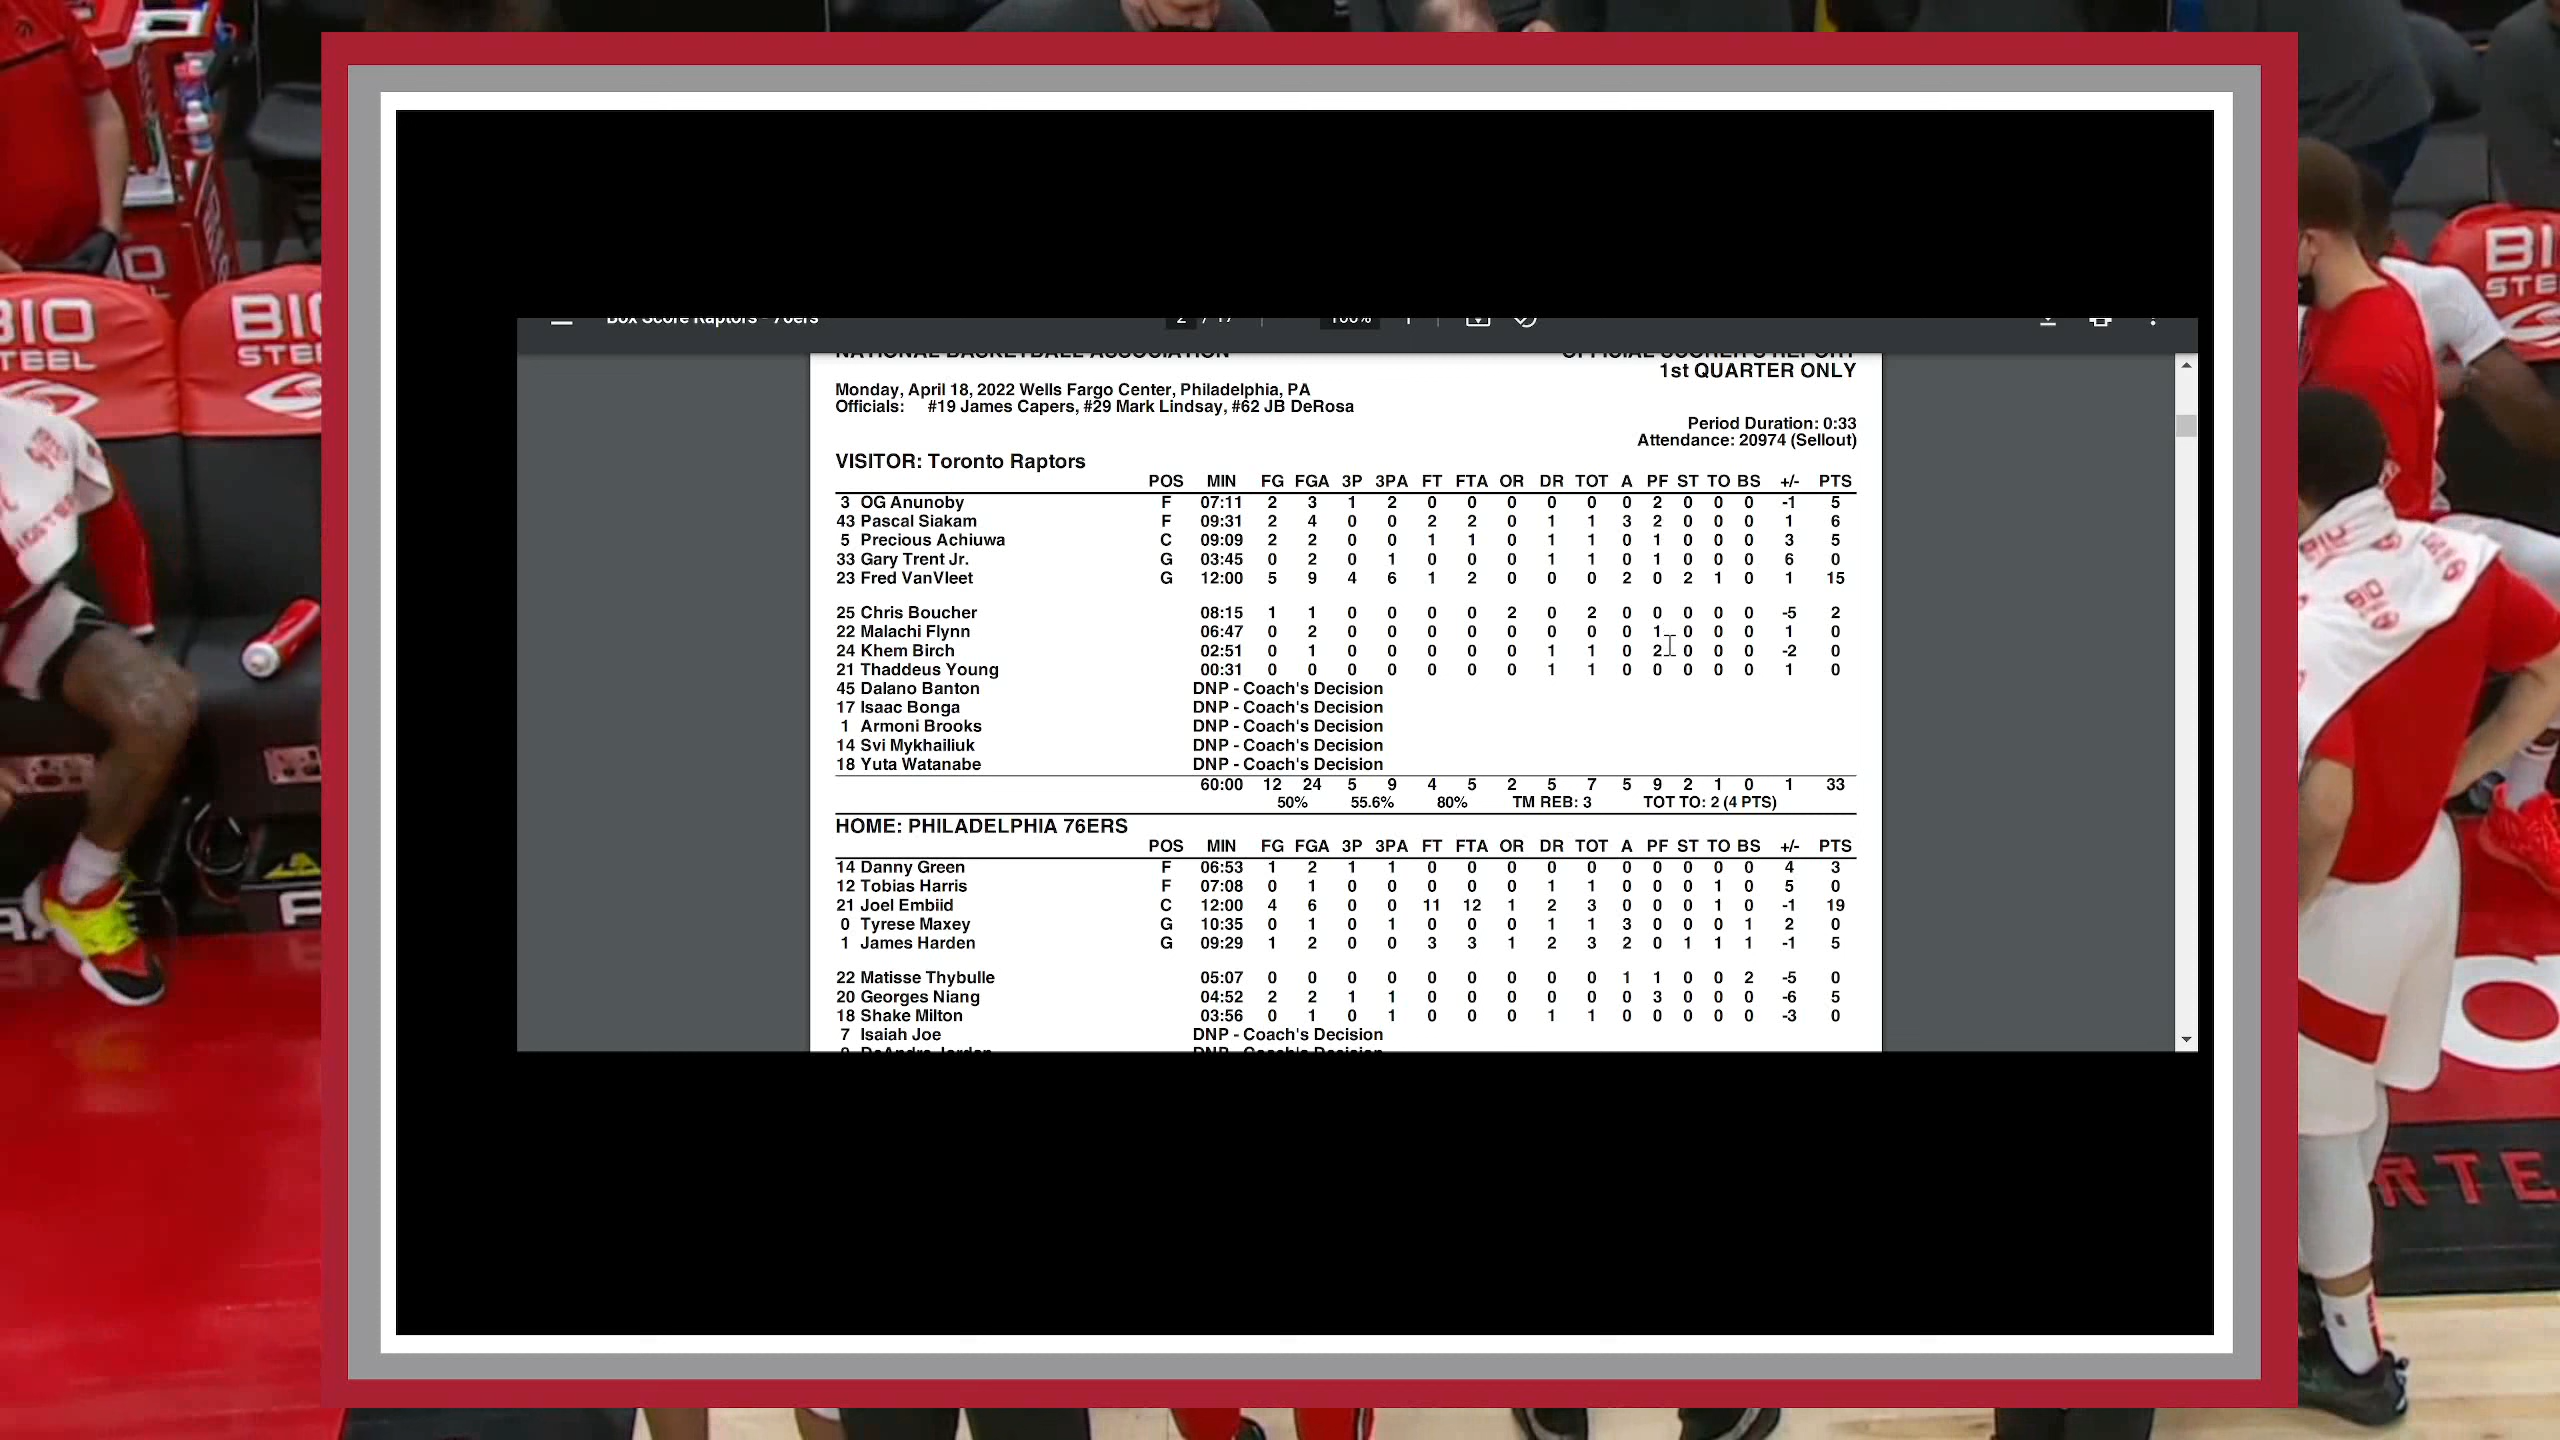 Box Score Raptors - 76ers 2 / 17 100%
NATIONAL BASKETBALL ASSOCIATION OFFICIAL SCORER'S REPORT
1st QUARTER ONLY
Monday, April 18, 2022 Wells Fargo Center, Philadelphia, PA
Officials: #19 James Capers, #29 Mark Lindsay, #62 JB DeRosa
Period Duration: 0:33
Attendance: 20974 (Sellout)
VISITOR: Toronto Raptors
POS MIN FG FGA 3P 3PA FT FTA OR DR TOT A PF ST TO BS +/- PTS
3 OG Anunoby F 07:11 2 3 1 2 0 0 0 0 0 0 2 0 0 0 -1 5
43 Pascal Siakam F 09:31 2 4 0 0 2 2 0 1 1 3 2 0 0 0 1 6
5 Precious Achiuwa C 09:09 2 2 0 0 1 1 0 1 1 0 1 0 0 0 3 5
33 Gary Trent Jr. G 03:45 0 2 0 1 0 0 0 1 1 0 1 0 0 0 6 0
23 Fred VanVleet G 12:00 5 9 4 6 1 2 0 0 0 2 0 2 1 0 1 15
25 Chris Boucher 08:15 1 1 0 0 0 0 2 0 2 0 0 0 0 0 -5 2
22 Malachi Flynn 06:47 0 2 0 0 0 0 0 0 0 0 1 0 0 0 1 0
24 Khem Birch 02:51 0 1 0 0 0 0 0 1 1 0 2 0 0 0 -2 0
21 Thaddeus Young 00:31 0 0 0 0 0 0 0 1 1 0 0 0 0 0 1 0
45 Dalano Banton DNP - Coach's Decision
17 Isaac Bonga DNP - Coach's Decision
1 Armoni Brooks DNP - Coach's Decision
14 Svi Mykhailiuk DNP - Coach's Decision
18 Yuta Watanabe DNP - Coach's Decision
60:00 12 24 5 9 4 5 2 5 7 5 9 2 1 0 1 33
50% 55.6% 80% TM REB: 3 TOT TO: 2 (4 PTS)
HOME: PHILADELPHIA 76ERS
POS MIN FG FGA 3P 3PA FT FTA OR DR TOT A PF ST TO BS +/- PTS
14 Danny Green F 06:53 1 2 1 1 0 0 0 0 0 0 0 0 0 0 4 3
12 Tobias Harris F 07:08 0 1 0 0 0 0 0 1 1 0 0 0 1 0 5 0
21 Joel Embiid C 12:00 4 6 0 0 11 12 1 2 3 0 0 0 1 0 -1 19
0 Tyrese Maxey G 10:35 0 1 0 1 0 0 0 1 1 3 0 0 0 1 2 0
1 James Harden G 09:29 1 2 0 0 3 3 1 2 3 2 0 1 1 1 -1 5
22 Matisse Thybulle 05:07 0 0 0 0 0 0 0 0 0 1 1 0 0 2 -5 0
20 Georges Niang 04:52 2 2 1 1 0 0 0 0 0 0 3 0 0 0 -6 5
18 Shake Milton 03:56 0 1 0 1 0 0 0 1 1 0 0 0 0 0 -3 0
7 Isaiah Joe DNP - Coach's Decision
9 DeAndre Jordan DNP - Coach's Decision
BIO STEEL
BIO STEEL